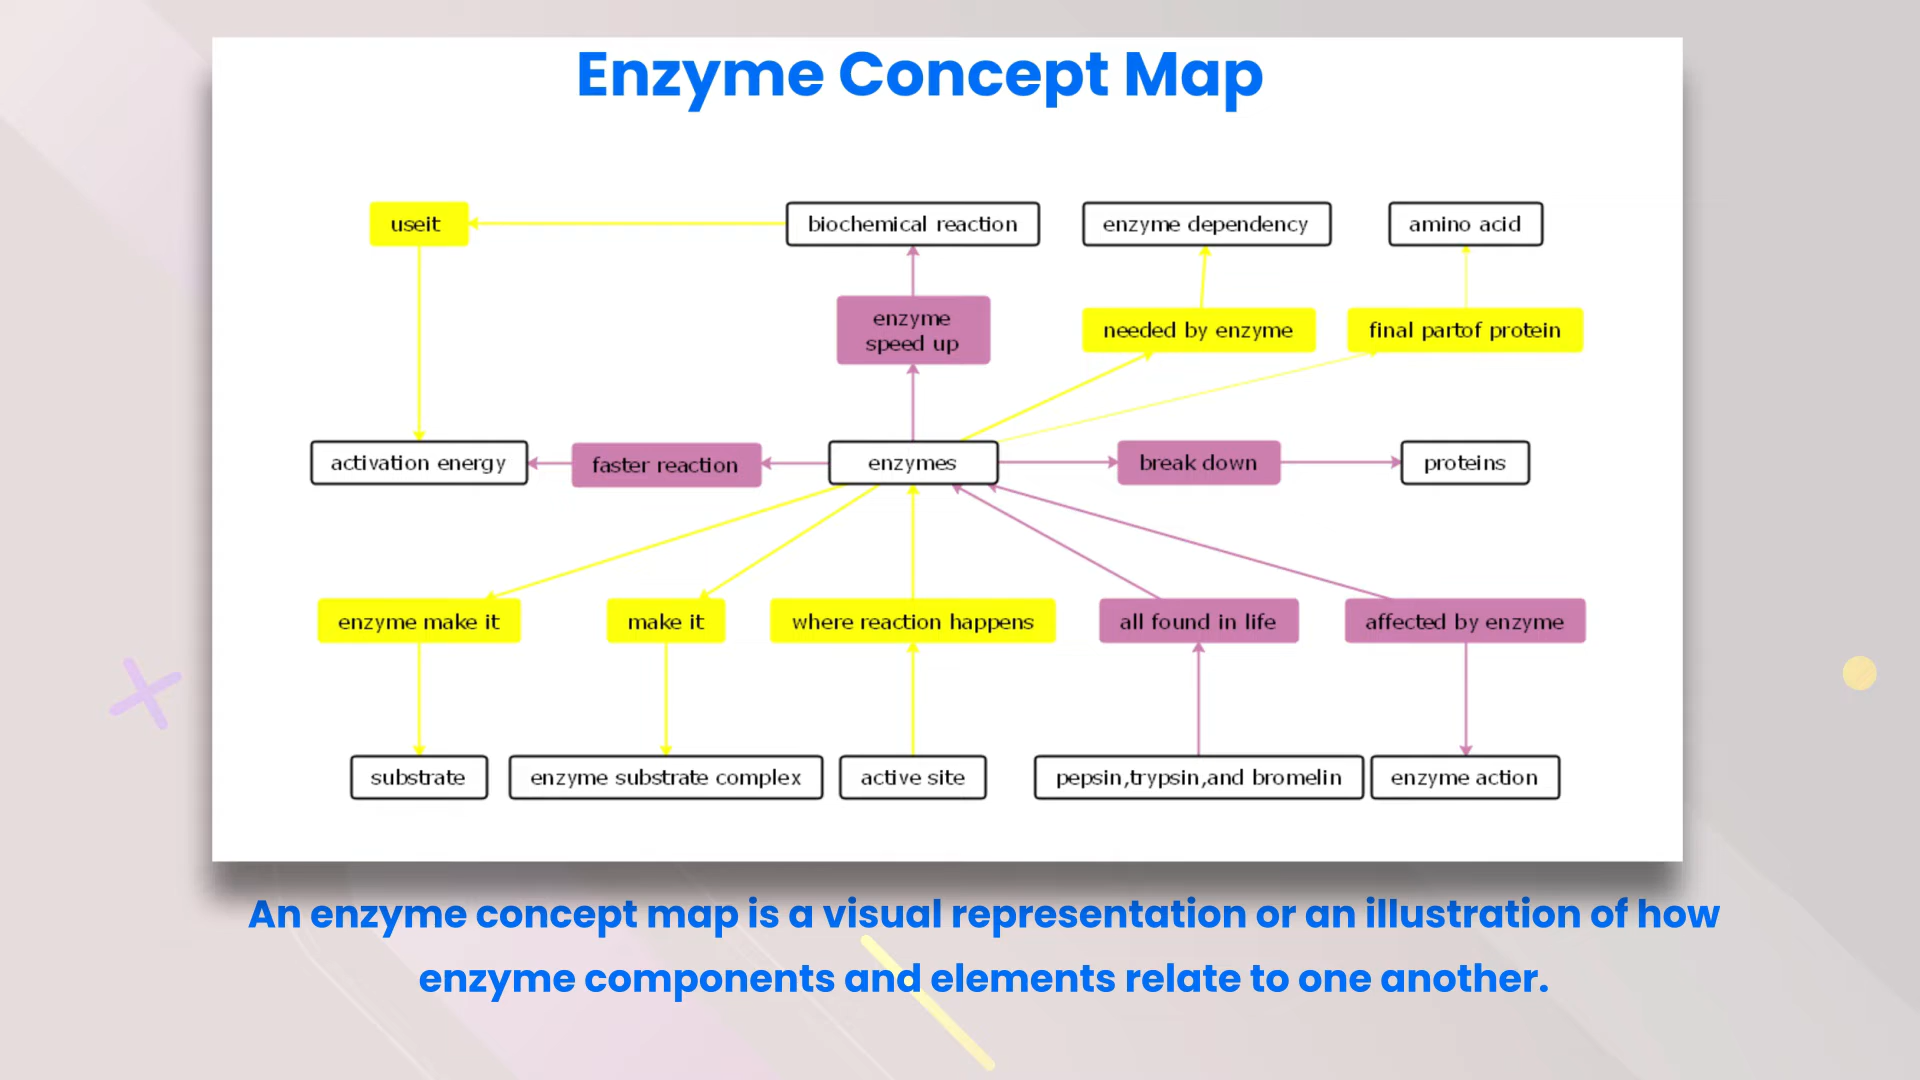 Enzyme Concept Map
useit
biochemical reaction
enzyme dependency
amino acid
enzyme
speed up
needed by enzyme
final partof protein
activation energy
faster reaction
enzymes
break down
proteins
enzyme make it
make it
where reaction happens
all found in life
affected by enzyme
substrate
enzyme substrate complex
active site
pepsin,trypsin,and bromelin
enzyme action
An enzyme concept map is a visual representation or an illustration of how
enzyme components and elements relate to one another.